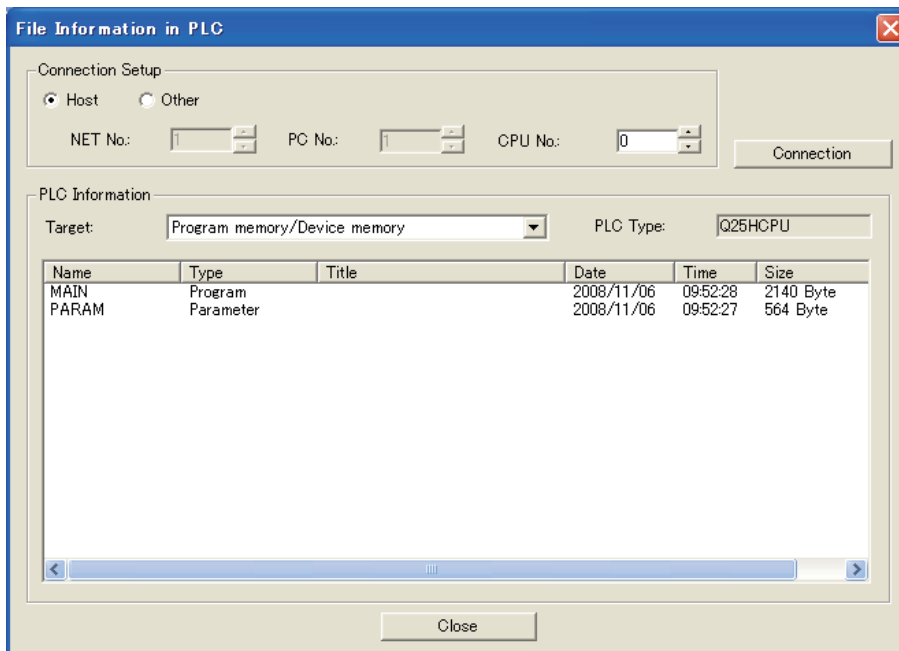 File Information in PLC
Connection Setup
Host Other
NET No.: 1 PC No.: 1 CPU No.: 0
Connection
PLC Information
Target: Program memory/Device memory PLC Type: Q25HCPU
Name Type Title Date Time Size
MAIN Program 2008/11/06 09:52:28 2140 Byte
PARAM Parameter 2008/11/06 09:52:27 564 Byte
Close